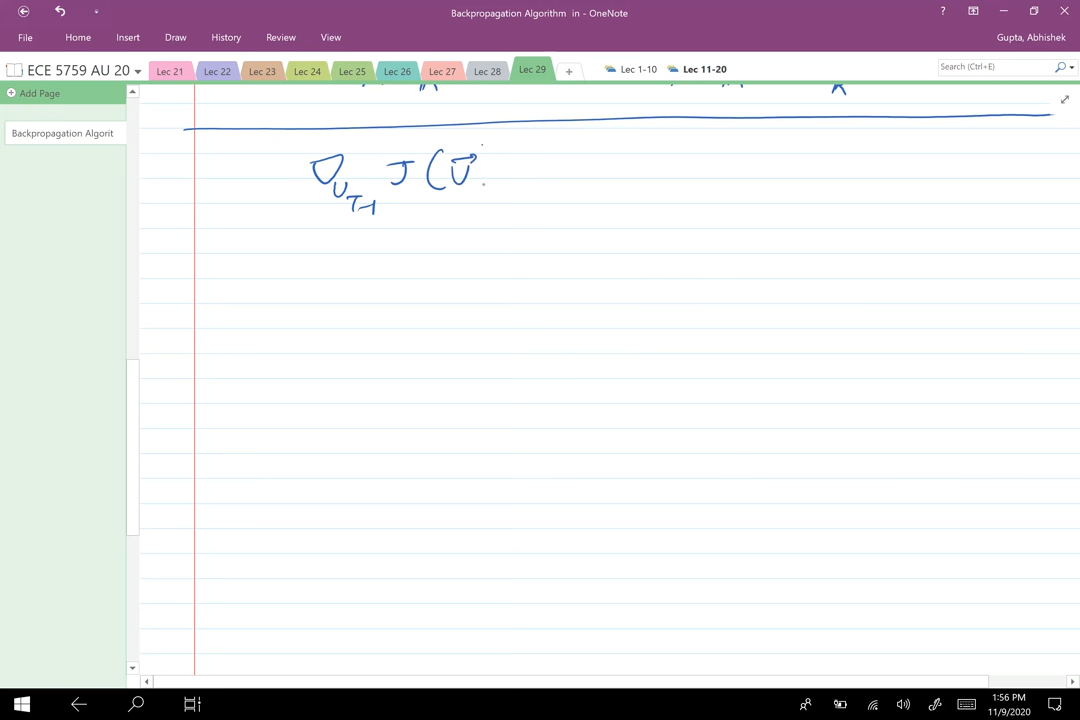 Backpropagation Algorithm in - OneNote
?
File Home Insert Draw History Review View Gupta, Abhishek
ECE 5759 AU 20 Lec 21 Lec 22 Lec 23 Lec 24 Lec 25 Lec 26 Lec 27 Lec 28 Lec 29 + Lec 1-10 Lec 11-20 Search (Ctrl+E)
Add Page
Backpropagation Algorit
∇_{U_{T-1}} J (U⃗
1:56 PM
11/9/2020